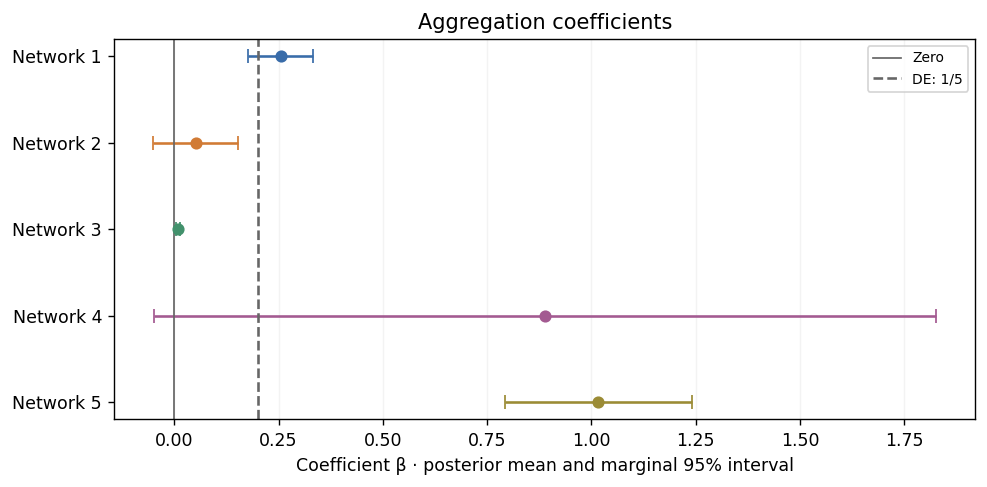 Aggregation coefficients
Zero
DE: 1/5
Network 1
Network 2
Network 3
Network 4
Network 5
0.00 0.25 0.50 0.75 1.00 1.25 1.50 1.75
Coefficient β · posterior mean and marginal 95% interval